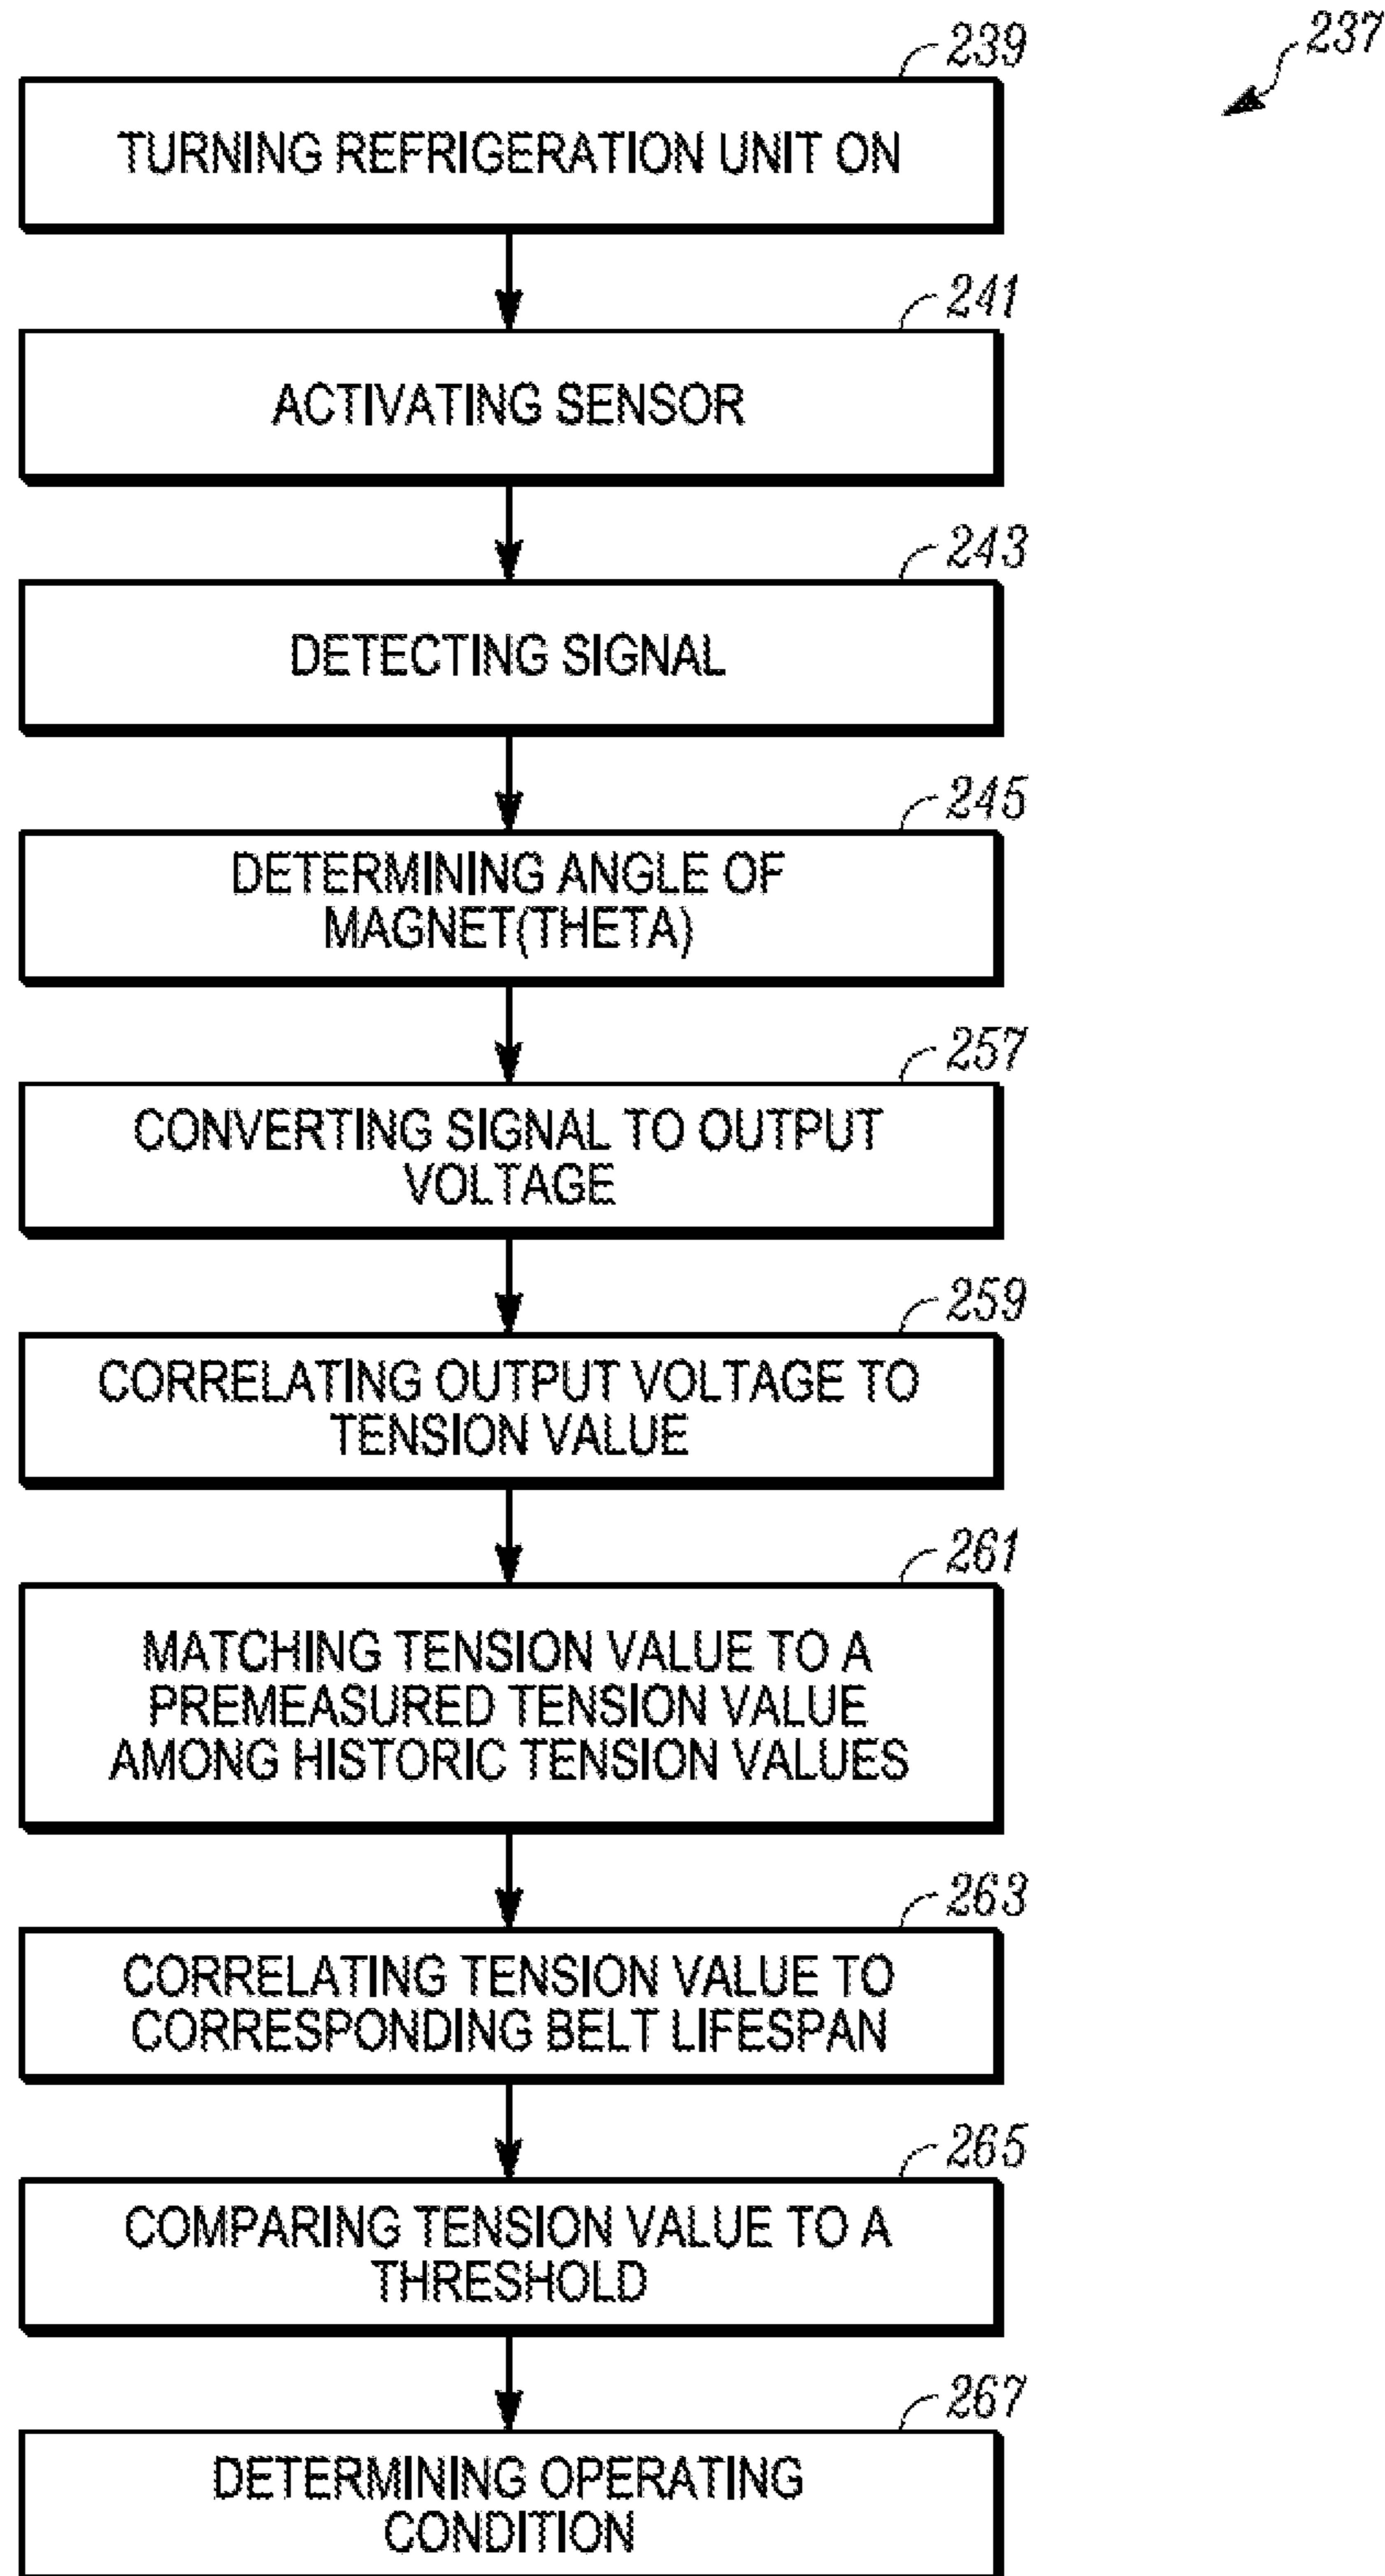 237
239
TURNING REFRIGERATION UNIT ON
241
ACTIVATING SENSOR
243
DETECTING SIGNAL
245
DETERMINING ANGLE OF
MAGNET(THETA)
257
CONVERTING SIGNAL TO OUTPUT
VOLTAGE
259
CORRELATING OUTPUT VOLTAGE TO
TENSION VALUE
261
MATCHING TENSION VALUE TO A
PREMEASURED TENSION VALUE
AMONG HISTORIC TENSION VALUES
263
CORRELATING TENSION VALUE TO
CORRESPONDING BELT LIFESPAN
265
COMPARING TENSION VALUE TO A
THRESHOLD
267
DETERMINING OPERATING
CONDITION